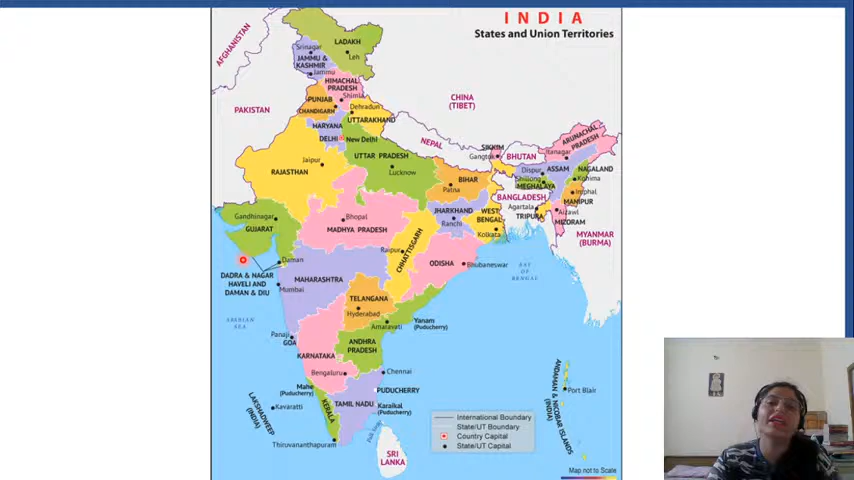 INDIA
States and Union Territories
AFGHANISTAN
LADAKH
Leh
Srinagar
JAMMU &
KASHMIR
Jammu
HIMACHAL
PRADESH
Shimla
PUNJAB
CHANDIGARH
Dehradun
UTTARAKHAND
HARYANA
DELHI
New Delhi
PAKISTAN
CHINA
(TIBET)
NEPAL
SIKKIM
Gangtok
BHUTAN
ARUNACHAL
PRADESH
Itanagar
Dispur
ASSAM
NAGALAND
Kohima
Shillong
MEGHALAYA
Imphal
MANIPUR
BANGLADESH
Agartala
TRIPURA
Aizawl
MIZORAM
MYANMAR
(BURMA)
Jaipur
RAJASTHAN
UTTAR PRADESH
Lucknow
BIHAR
Patna
JHARKHAND
Ranchi
WEST
BENGAL
Kolkata
Gandhinagar
GUJARAT
Bhopal
MADHYA PRADESH
Raipur
CHHATTISGARH
ODISHA
Bhubaneswar
BAY OF
BENGAL
Daman
DADRA & NAGAR
HAVELI AND
DAMAN & DIU
Mumbai
MAHARASHTRA
TELANGANA
Hyderabad
Amaravati
Yanam
(Puducherry)
ARABIAN
SEA
Panaji
GOA
ANDHRA
PRADESH
KARNATAKA
Bengaluru
Chennai
Mahe
(Puducherry)
PUDUCHERRY
Karaikal
(Puducherry)
TAMIL NADU
KERALA
LAKSHADWEEP
(INDIA)
Kavaratti
Thiruvananthapuram
SRI
LANKA
ANDAMAN & NICOBAR ISLANDS
(INDIA)
Port Blair
International Boundary
State/UT Boundary
Country Capital
State/UT Capital
Map not to Scale